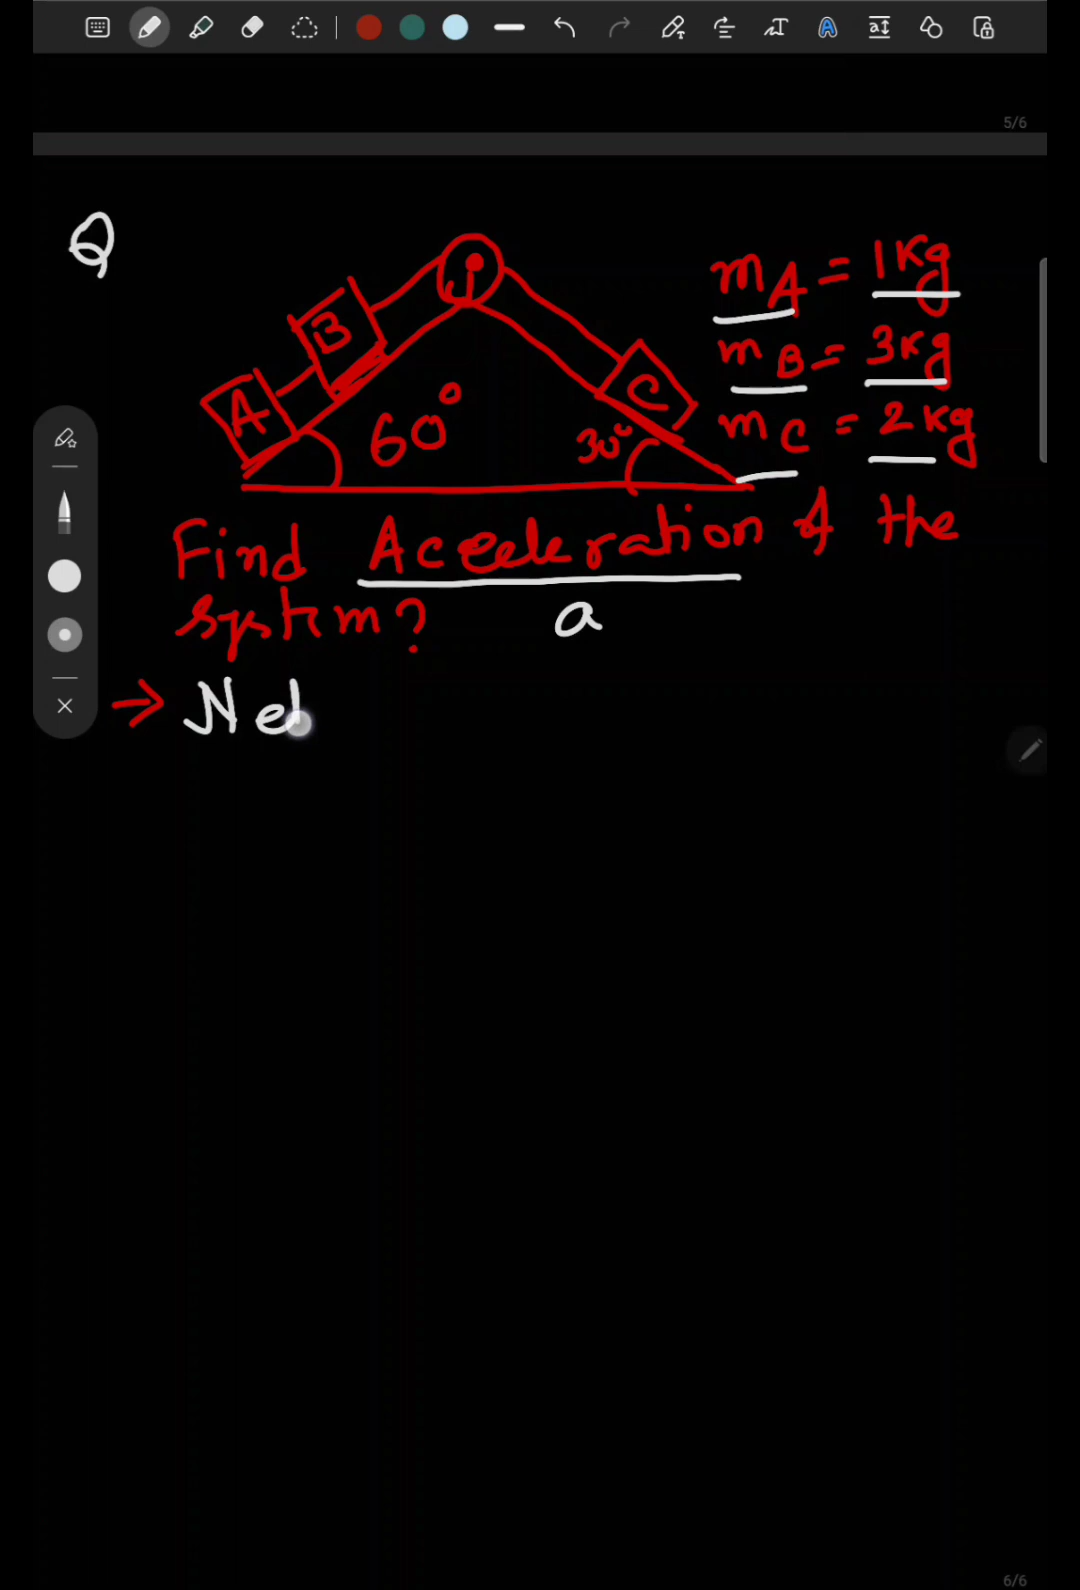 5/6
Q
mA = 1Kg
B
mB = 3Kg
A
C
60°
30°
mC = 2Kg
Find Acceleration of the
system?
a
→ Net
6/6